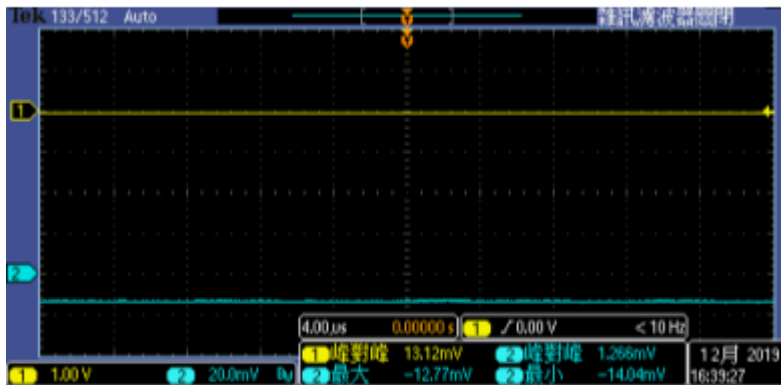 Tek 133/512 Auto 雜訊濾波器關閉
1
2
4.00µs 0.00000 s 1 / 0.00 V < 10 Hz
1 峰對峰 13.12mV 2 峰對峰 1.266mV 12月 2019
1 1.00 V 2 20.0mV 2 最大 -12.77mV 2 最小 -14.04mV 16:39:27